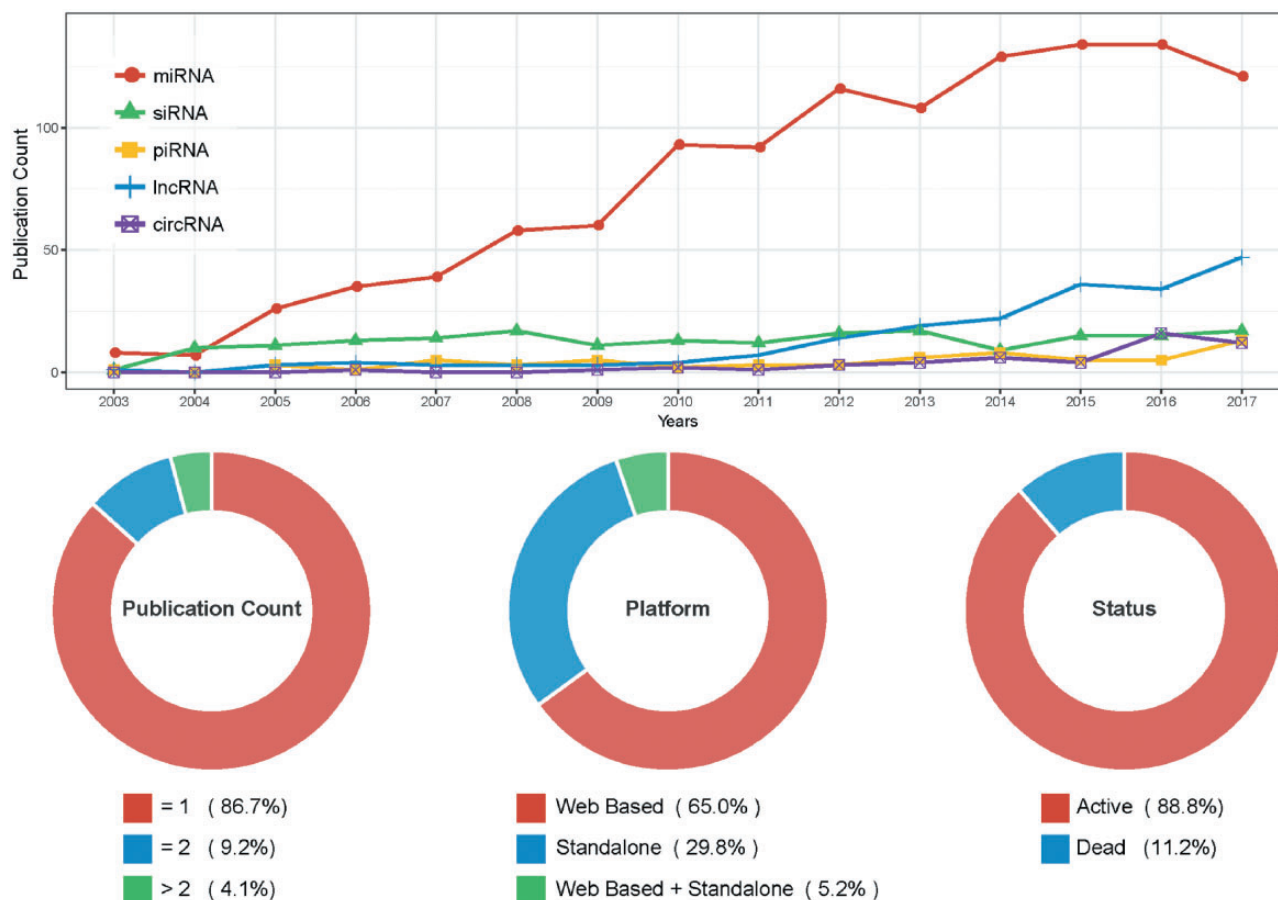 miRNA
siRNA
piRNA
lncRNA
circRNA
Publication Count
100
50
0
2003 2004 2005 2006 2007 2008 2009 2010 2011 2012 2013 2014 2015 2016 2017
Years
Publication Count
Platform
Status
= 1 ( 86.7%)
= 2 ( 9.2%)
> 2 ( 4.1%)
Web Based ( 65.0% )
Standalone ( 29.8% )
Web Based + Standalone ( 5.2% )
Active ( 88.8%)
Dead (11.2%)